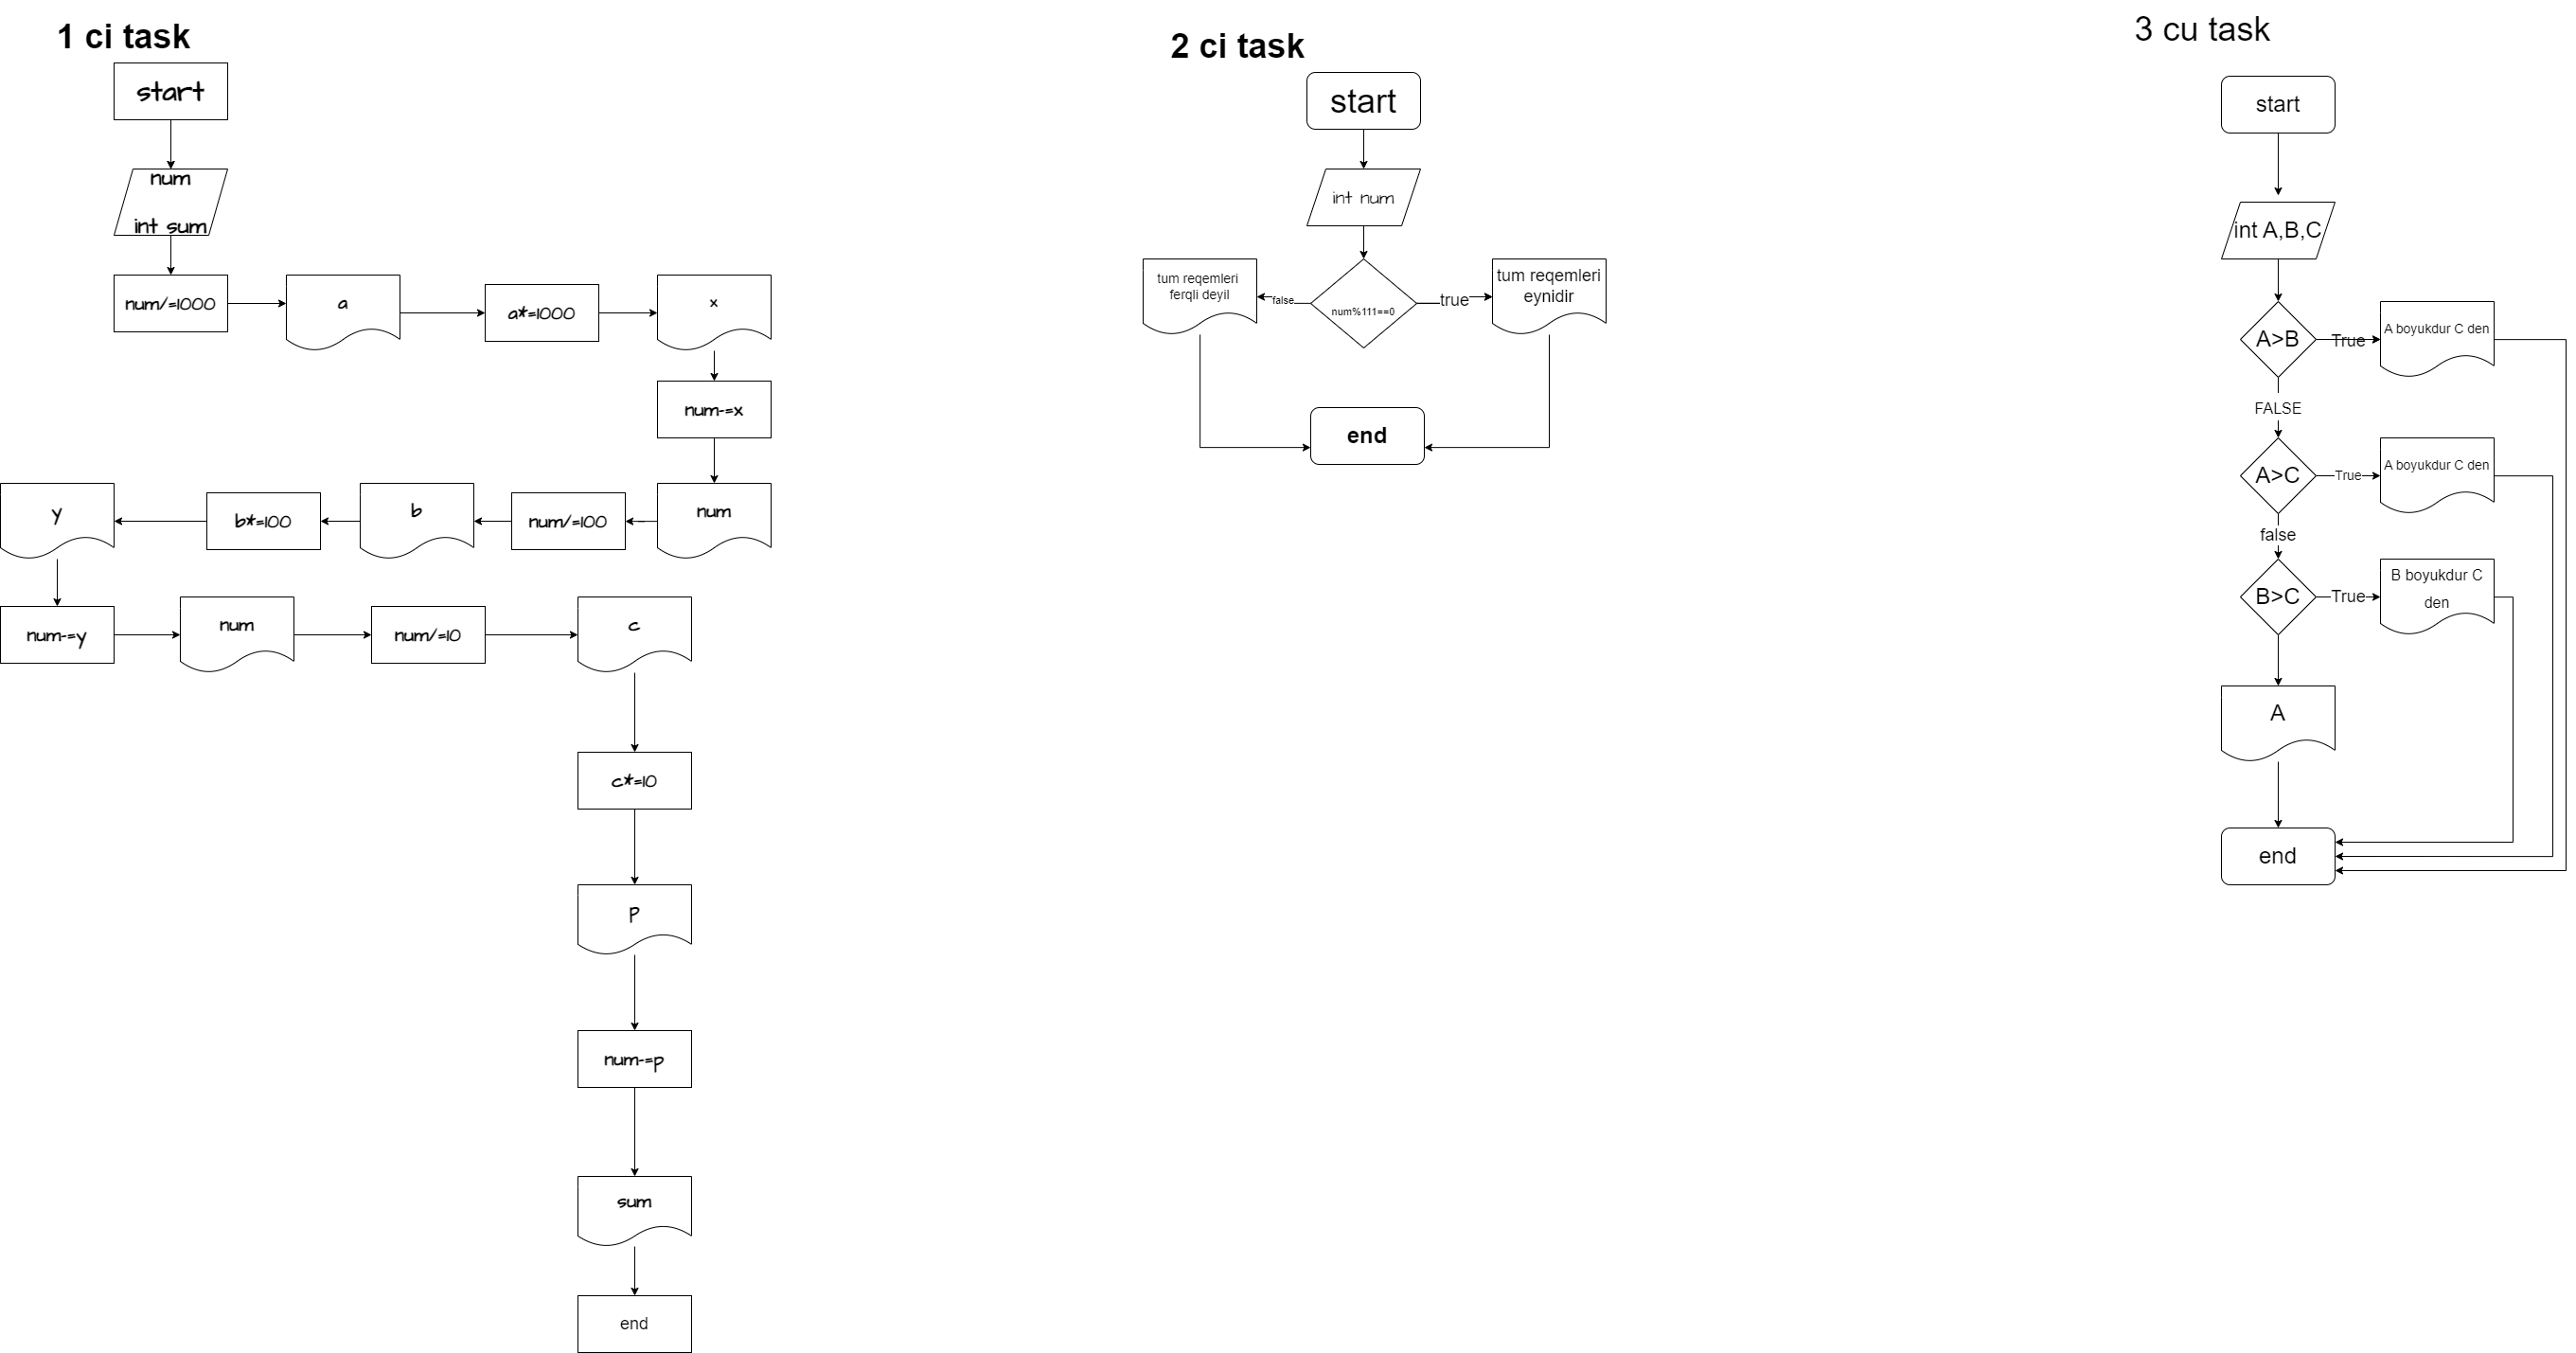 1 ci task
start
num
int sum
num/=1000
a
a*=1000
x
num-=x
num
num/=100
b
b*=100
y
num-=y
num
num/=10
c
c*=10
p
num-=p
sum
end
2 ci task
start
int num
num%111==0
false
tum reqemleri
ferqli deyil
true
tum reqemleri
eynidir
end
3 cu task
start
int A,B,C
A>B
True
A boyukdur C den
FALSE
A>C
True
A boyukdur C den
false
B>C
True
B boyukdur C
den
A
end